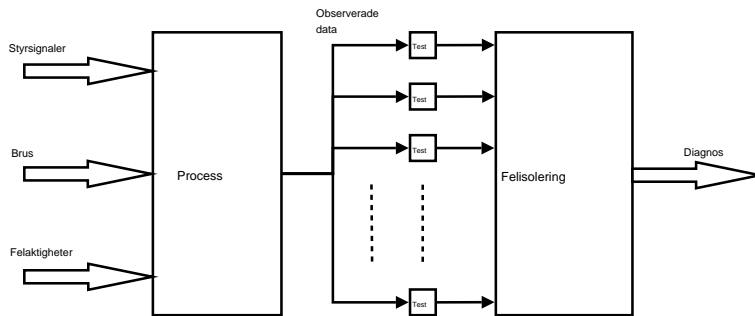 Observerade
data
Styrsignaler
Brus
Felaktigheter
Process
Test
Test
Test
Test
Felisolering
Diagnos